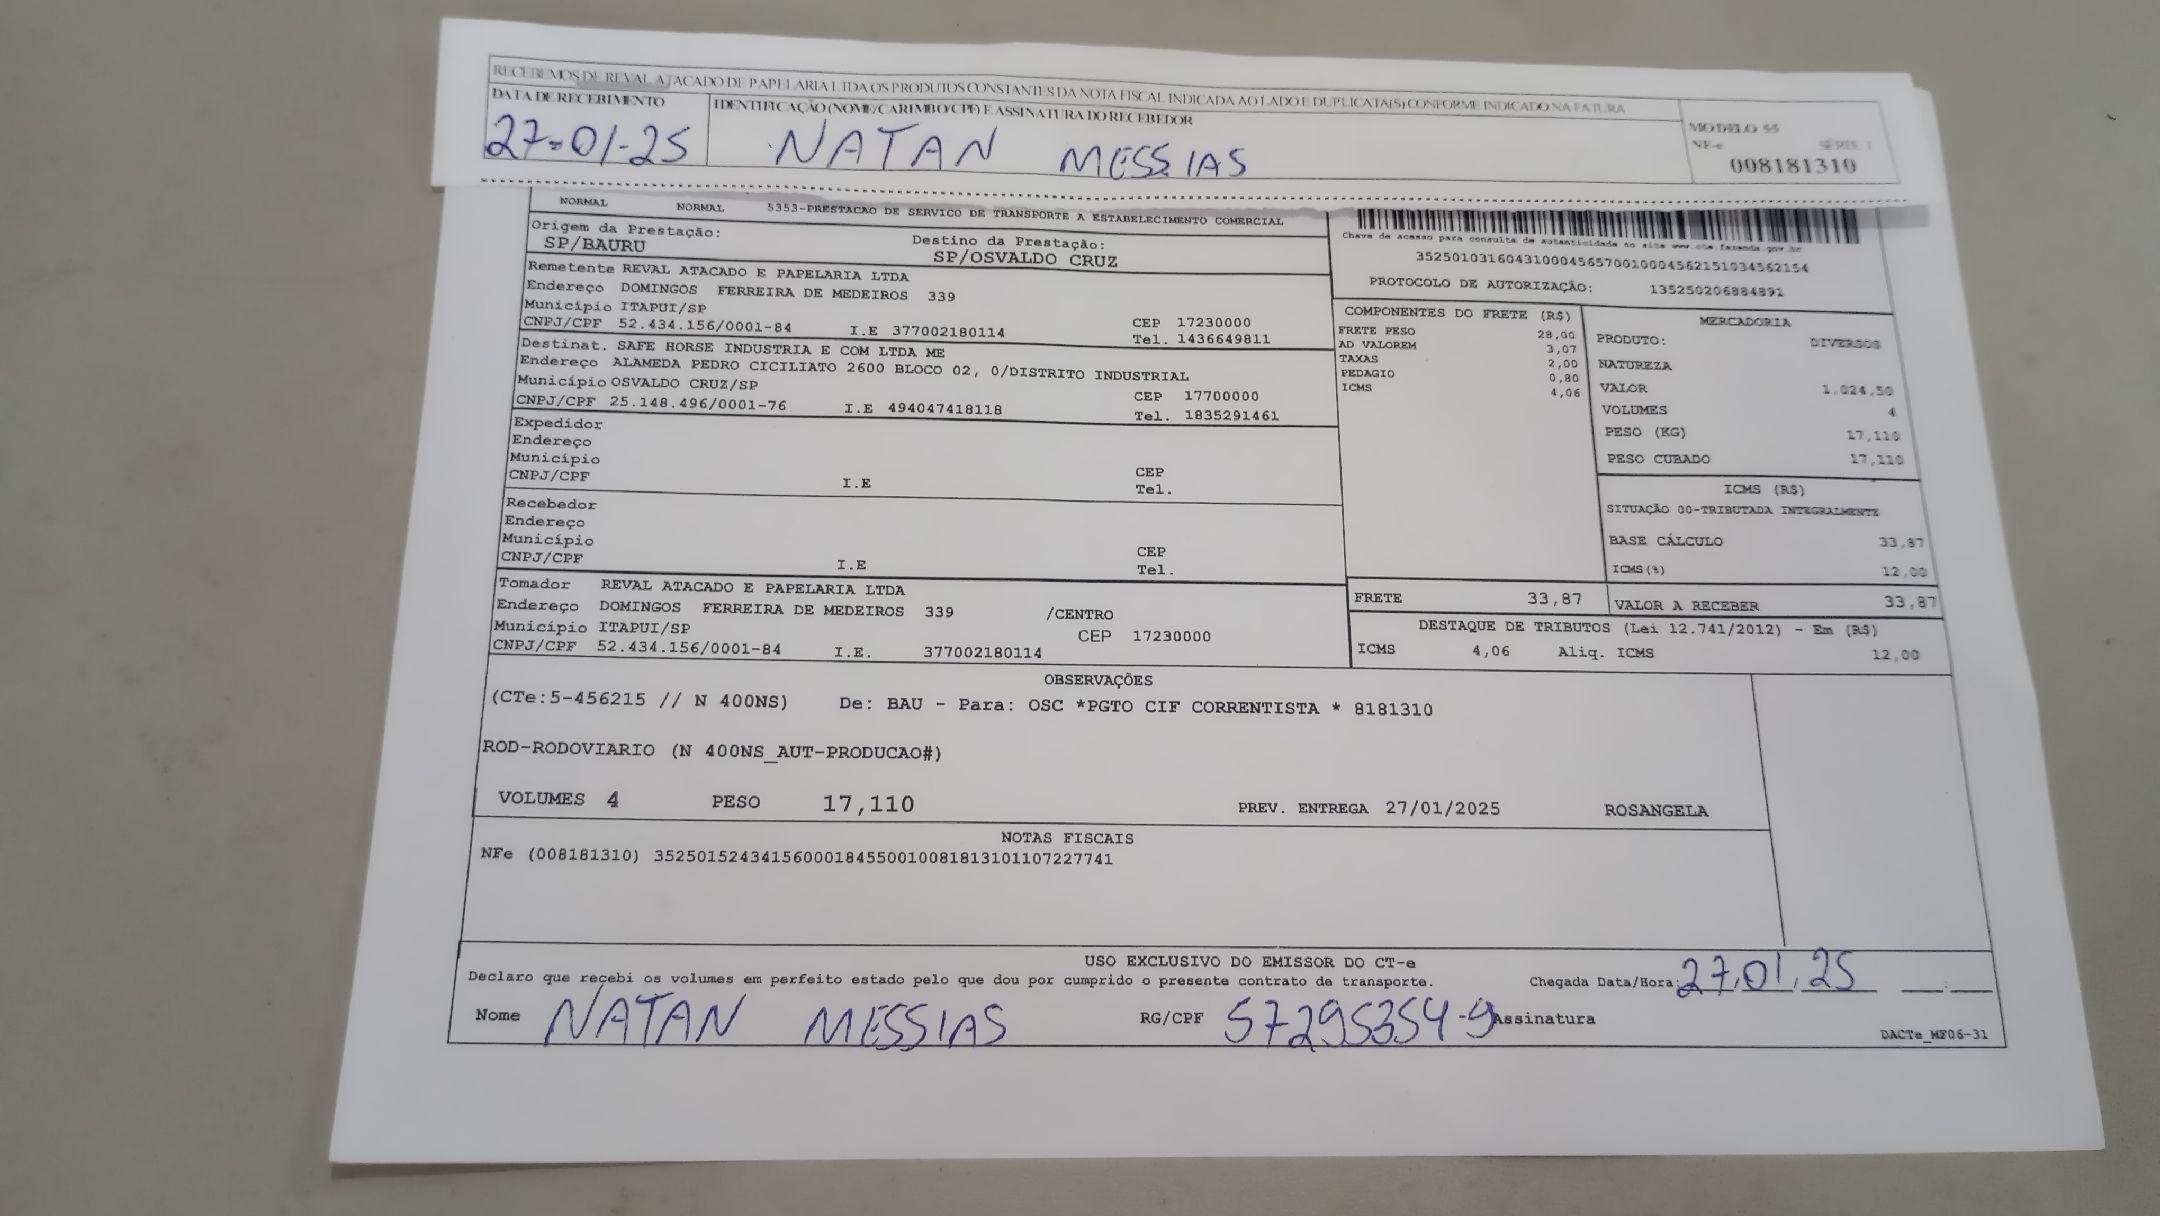 RECEBEMOS DE REVAL ATACADO DE PAPELARIA LTDA OS PRODUTOS CONSTANTES DA NOTA FISCAL INDICADA AO LADO E DUPLICATA(S) CONFORME INDICADO NA FATURA
DATA DE RECEBIMENTO IDENTIFICAÇÃO (NOME/CARIMBO/CPF) E ASSINATURA DO RECEBEDOR
27-01-25 NATAN MESSIAS
MODELO 55
NF-e SÉRIE 1
008181310
NORMAL NORMAL 5353-PRESTACAO DE SERVICO DE TRANSPORTE A ESTABELECIMENTO COMERCIAL
Origem da Prestação: Destino da Prestação:
SP/BAURU SP/OSVALDO CRUZ
Chave de acesso para consulta de autenticidade no site www.cte.fazenda.gov.br
35250103160431000456570010004562151034562154
PROTOCOLO DE AUTORIZAÇÃO: 135250206884891
Remetente REVAL ATACADO E PAPELARIA LTDA
Endereço DOMINGOS FERREIRA DE MEDEIROS 339
Município ITAPUI/SP CEP 17230000
CNPJ/CPF 52.434.156/0001-84 I.E 377002180114 Tel. 1436649811
Destinat. SAFE HORSE INDUSTRIA E COM LTDA ME
Endereço ALAMEDA PEDRO CICILIATO 2600 BLOCO 02, 0/DISTRITO INDUSTRIAL
Município OSVALDO CRUZ/SP CEP 17700000
CNPJ/CPF 25.148.496/0001-76 I.E 494047418118 Tel. 1835291461
Expedidor
Endereço
Município CEP
CNPJ/CPF I.E Tel.
Recebedor
Endereço
Município CEP
CNPJ/CPF I.E Tel.
Tomador REVAL ATACADO E PAPELARIA LTDA
Endereço DOMINGOS FERREIRA DE MEDEIROS 339 /CENTRO
Município ITAPUI/SP CEP 17230000
CNPJ/CPF 52.434.156/0001-84 I.E. 377002180114
COMPONENTES DO FRETE (R$)
FRETE PESO 28,00
AD VALOREM 3,07
TAXAS 2,00
PEDAGIO 0,80
ICMS 4,06
MERCADORIA
PRODUTO: DIVERSOS
NATUREZA
VALOR 1.024,50
VOLUMES 4
PESO (KG) 17,110
PESO CUBADO 17,110
ICMS (R$)
SITUAÇÃO 00-TRIBUTADA INTEGRALMENTE
BASE CÁLCULO 33,87
ICMS(%) 12,00
FRETE 33,87 VALOR A RECEBER 33,87
DESTAQUE DE TRIBUTOS (Lei 12.741/2012) - Em (R$)
ICMS 4,06 Aliq. ICMS 12,00
OBSERVAÇÕES
(CTe:5-456215 // N 400NS) De: BAU - Para: OSC *PGTO CIF CORRENTISTA * 8181310
ROD-RODOVIARIO (N 400NS_AUT-PRODUCAO#)
VOLUMES 4 PESO 17,110 PREV. ENTREGA 27/01/2025 ROSANGELA
NOTAS FISCAIS
NFe (008181310) 35250152434156000184550010081813101107227741
USO EXCLUSIVO DO EMISSOR DO CT-e
Declaro que recebi os volumes em perfeito estado pelo que dou por cumprido o presente contrato de transporte. Chegada Data/Hora: 27,01,25
Nome NATAN MESSIAS RG/CPF 57295354-9 Assinatura
DACTe_MF06-31